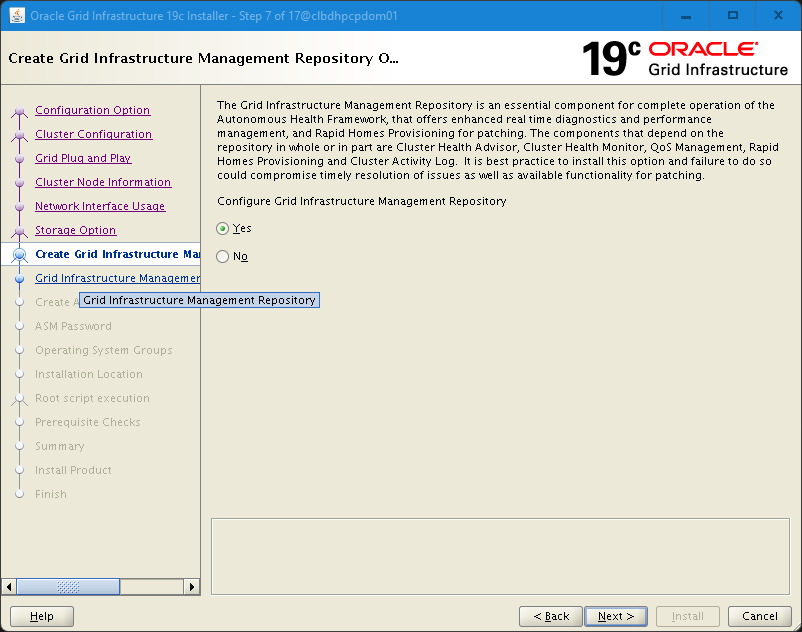 Oracle Grid Infrastructure 19c Installer - Step 7 of 17@clbdhpcpdom01
Create Grid Infrastructure Management Repository O...
19c ORACLE
Grid Infrastructure
Configuration Option
Cluster Configuration
Grid Plug and Play
Cluster Node Information
Network Interface Usage
Storage Option
Create Grid Infrastructure Ma
Grid Infrastructure Managemer
Create A
Grid Infrastructure Management Repository
ASM Password
Operating System Groups
Installation Location
Root script execution
Prerequisite Checks
Summary
Install Product
Finish
The Grid Infrastructure Management Repository is an essential component for complete operation of the
Autonomous Health Framework, that offers enhanced real time diagnostics and performance
management, and Rapid Homes Provisioning for patching. The components that depend on the
repository in whole or in part are Cluster Health Advisor, Cluster Health Monitor, QoS Management, Rapid
Homes Provisioning and Cluster Activity Log. It is best practice to install this option and failure to do so
could compromise timely resolution of issues as well as available functionality for patching.
Configure Grid Infrastructure Management Repository
Yes
No
Help
< Back
Next >
Install
Cancel